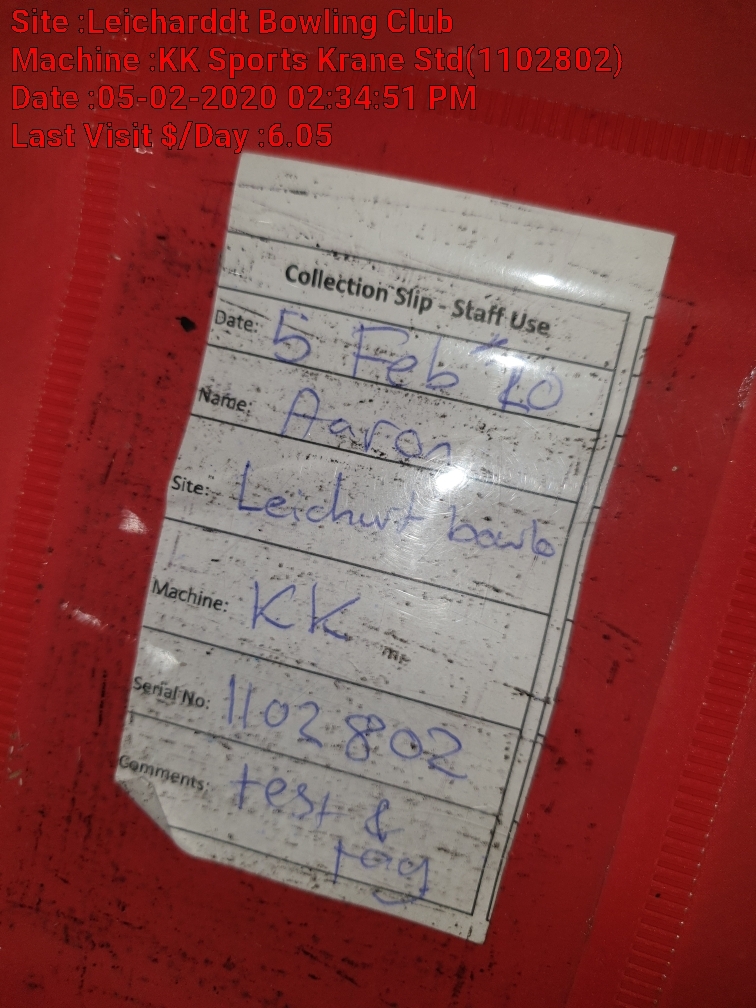 Site :Leicharddt Bowling Club
Machine :KK Sports Krane Std(1102802)
Date :05-02-2020 02:34:51 PM
Last Visit $/Day :6.05
Collection Slip - Staff Use
Date: 5 Feb 20
Name: Aaron
Site: Leichurt bowls
Machine: KK
Serial No: 1102802
Comments: test &
tag